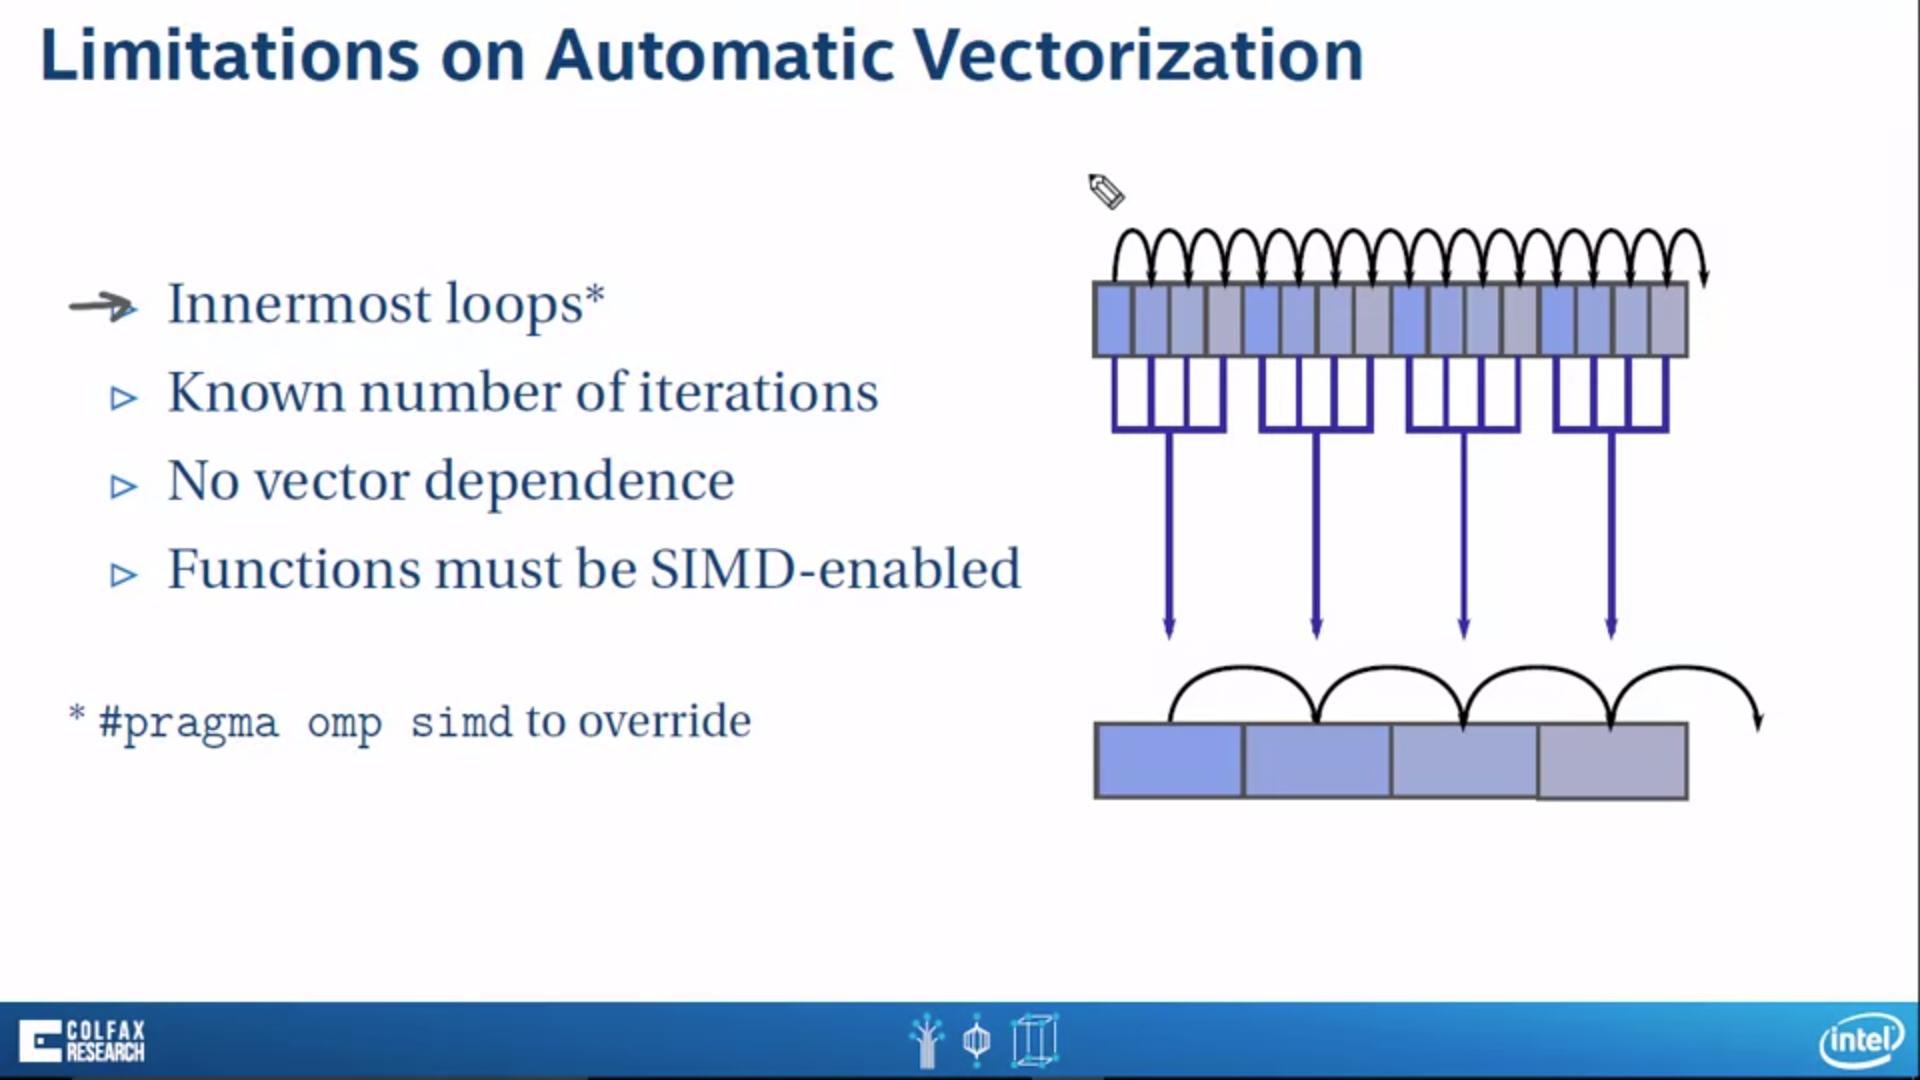 Limitations on Automatic Vectorization
Innermost loops*
Known number of iterations
No vector dependence
Functions must be SIMD-enabled
* #pragma omp simd to override
COLFAX
RESEARCH
intel